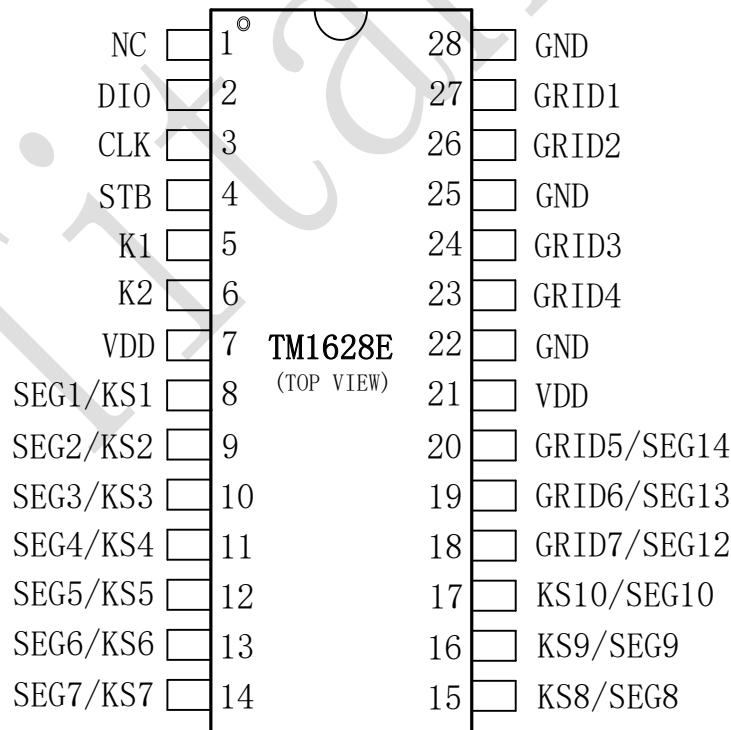 NC 1 28 GND
DIO 2 27 GRID1
CLK 3 26 GRID2
STB 4 25 GND
K1 5 24 GRID3
K2 6 23 GRID4
VDD 7 TM1628E 22 GND
(TOP VIEW)
SEG1/KS1 8 21 VDD
SEG2/KS2 9 20 GRID5/SEG14
SEG3/KS3 10 19 GRID6/SEG13
SEG4/KS4 11 18 GRID7/SEG12
SEG5/KS5 12 17 KS10/SEG10
SEG6/KS6 13 16 KS9/SEG9
SEG7/KS7 14 15 KS8/SEG8